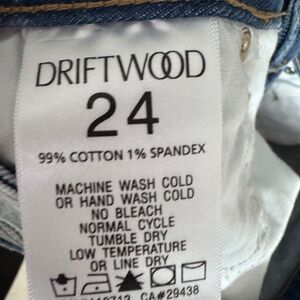 DRIFTWOOD
24
99% COTTON 1% SPANDEX
MACHINE WASH COLD
OR HAND WASH COLD
NO BLEACH
NORMAL CYCLE
TUMBLE DRY
LOW TEMPERATURE
OR LINE DRY
CA#29438